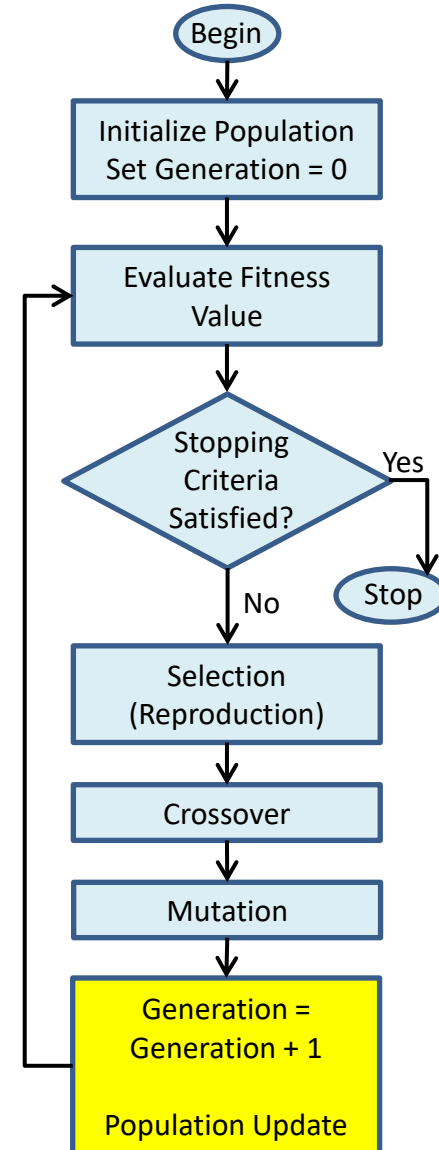 Begin
Initialize Population
Set Generation = 0
Evaluate Fitness
Value
Stopping
Criteria
Satisfied?
Yes
Stop
No
Selection
(Reproduction)
Crossover
Mutation
Generation =
Generation + 1
Population Update